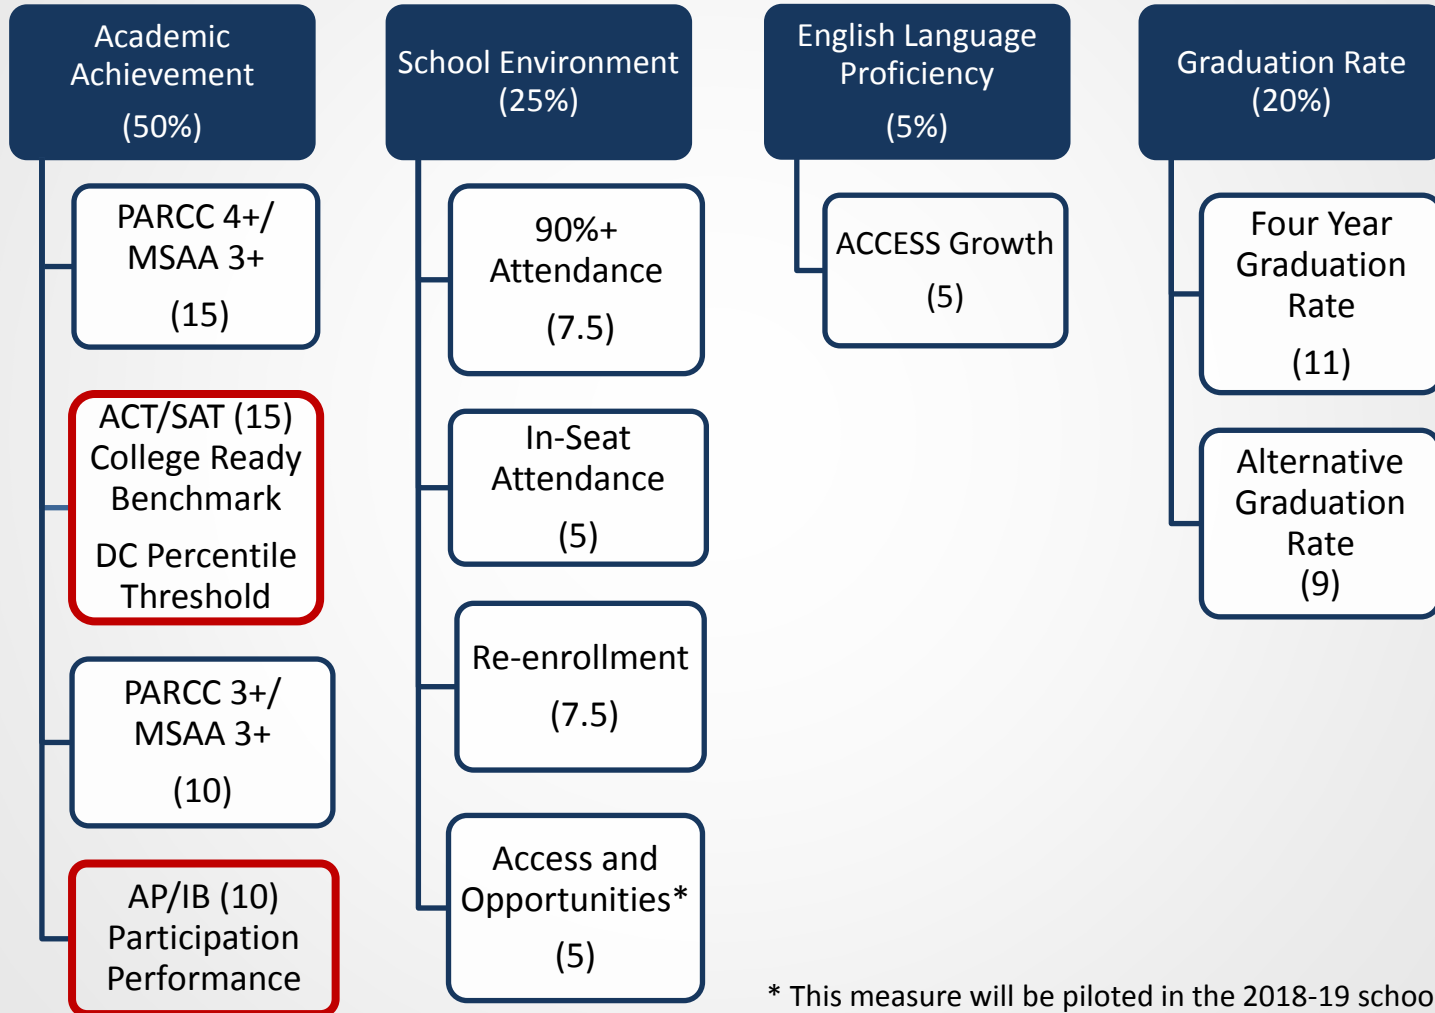 Academic
Achievement
(50%)
PARCC 4+/
MSAA 3+
(15)
ACT/SAT (15)
College Ready
Benchmark
DC Percentile
Threshold
PARCC 3+/
MSAA 3+
(10)
AP/IB (10)
Participation
Performance
School Environment
(25%)
90%+
Attendance
(7.5)
In-Seat
Attendance
(5)
Re-enrollment
(7.5)
Access and
Opportunities*
(5)
English Language
Proficiency
(5%)
ACCESS Growth
(5)
Graduation Rate
(20%)
Four Year
Graduation
Rate
(11)
Alternative
Graduation
Rate
(9)
* This measure will be piloted in the 2018-19 school